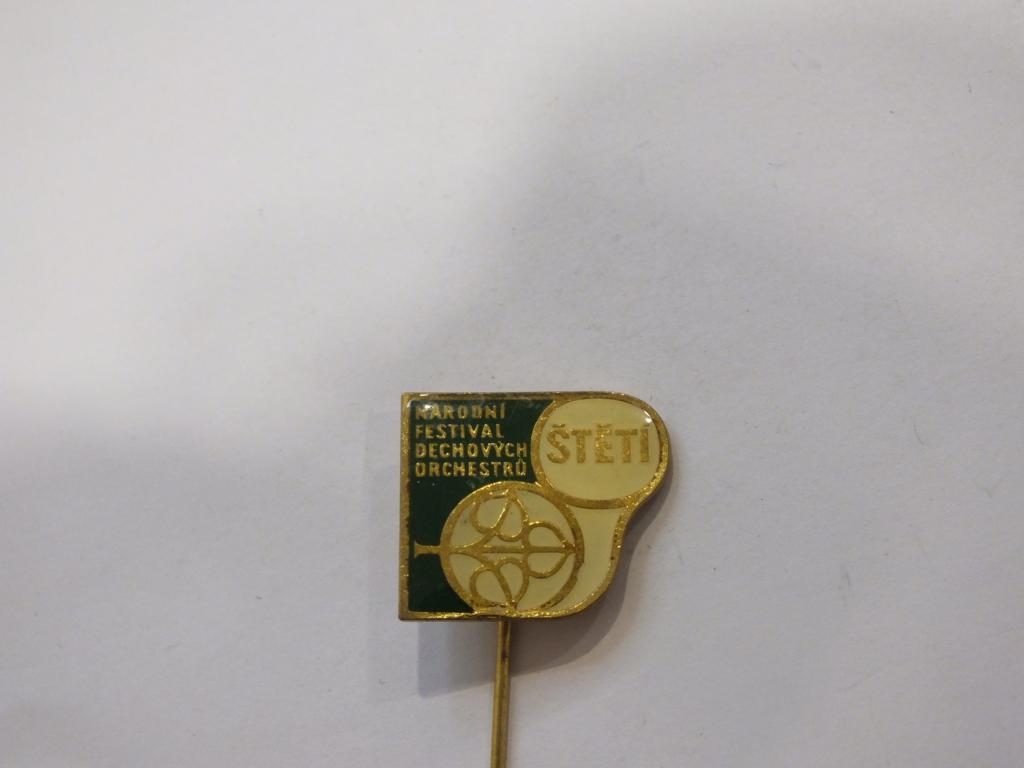 NÁRODNÍ
FESTIVAL
DECHOVÝCH
ORCHESTRŮ
ŠTĚTÍ